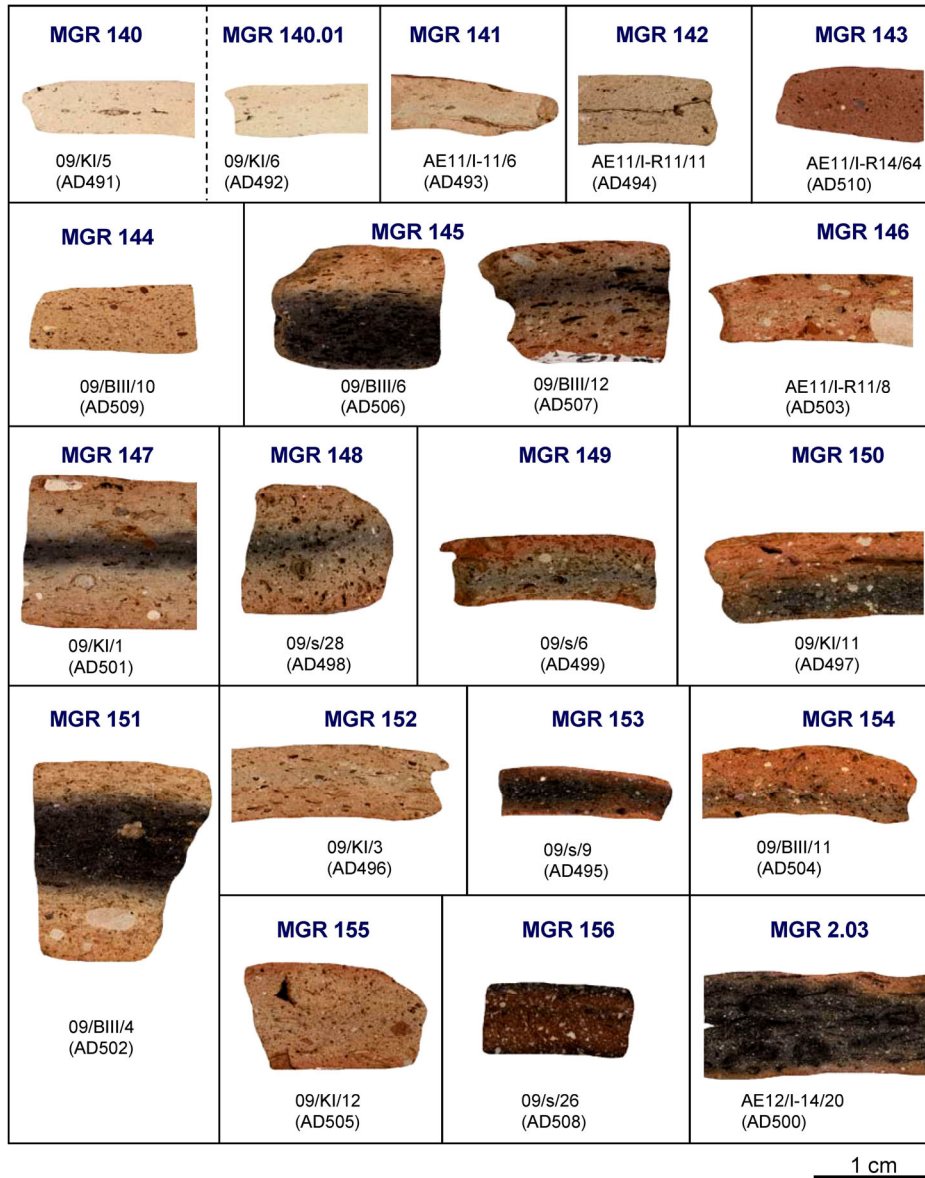 MGR 140
09/KI/5
(AD491)
MGR 140.01
09/KI/6
(AD492)
MGR 141
AE11/I-11/6
(AD493)
MGR 142
AE11/I-R11/11
(AD494)
MGR 143
AE11/I-R14/64
(AD510)
MGR 144
09/BIII/10
(AD509)
MGR 145
09/BIII/6
(AD506)
09/BIII/12
(AD507)
MGR 146
AE11/I-R11/8
(AD503)
MGR 147
09/KI/1
(AD501)
MGR 148
09/s/28
(AD498)
MGR 149
09/s/6
(AD499)
MGR 150
09/KI/11
(AD497)
MGR 151
09/BIII/4
(AD502)
MGR 152
09/KI/3
(AD496)
MGR 153
09/s/9
(AD495)
MGR 154
09/BIII/11
(AD504)
MGR 155
09/KI/12
(AD505)
MGR 156
09/s/26
(AD508)
MGR 2.03
AE12/I-14/20
(AD500)
1 cm